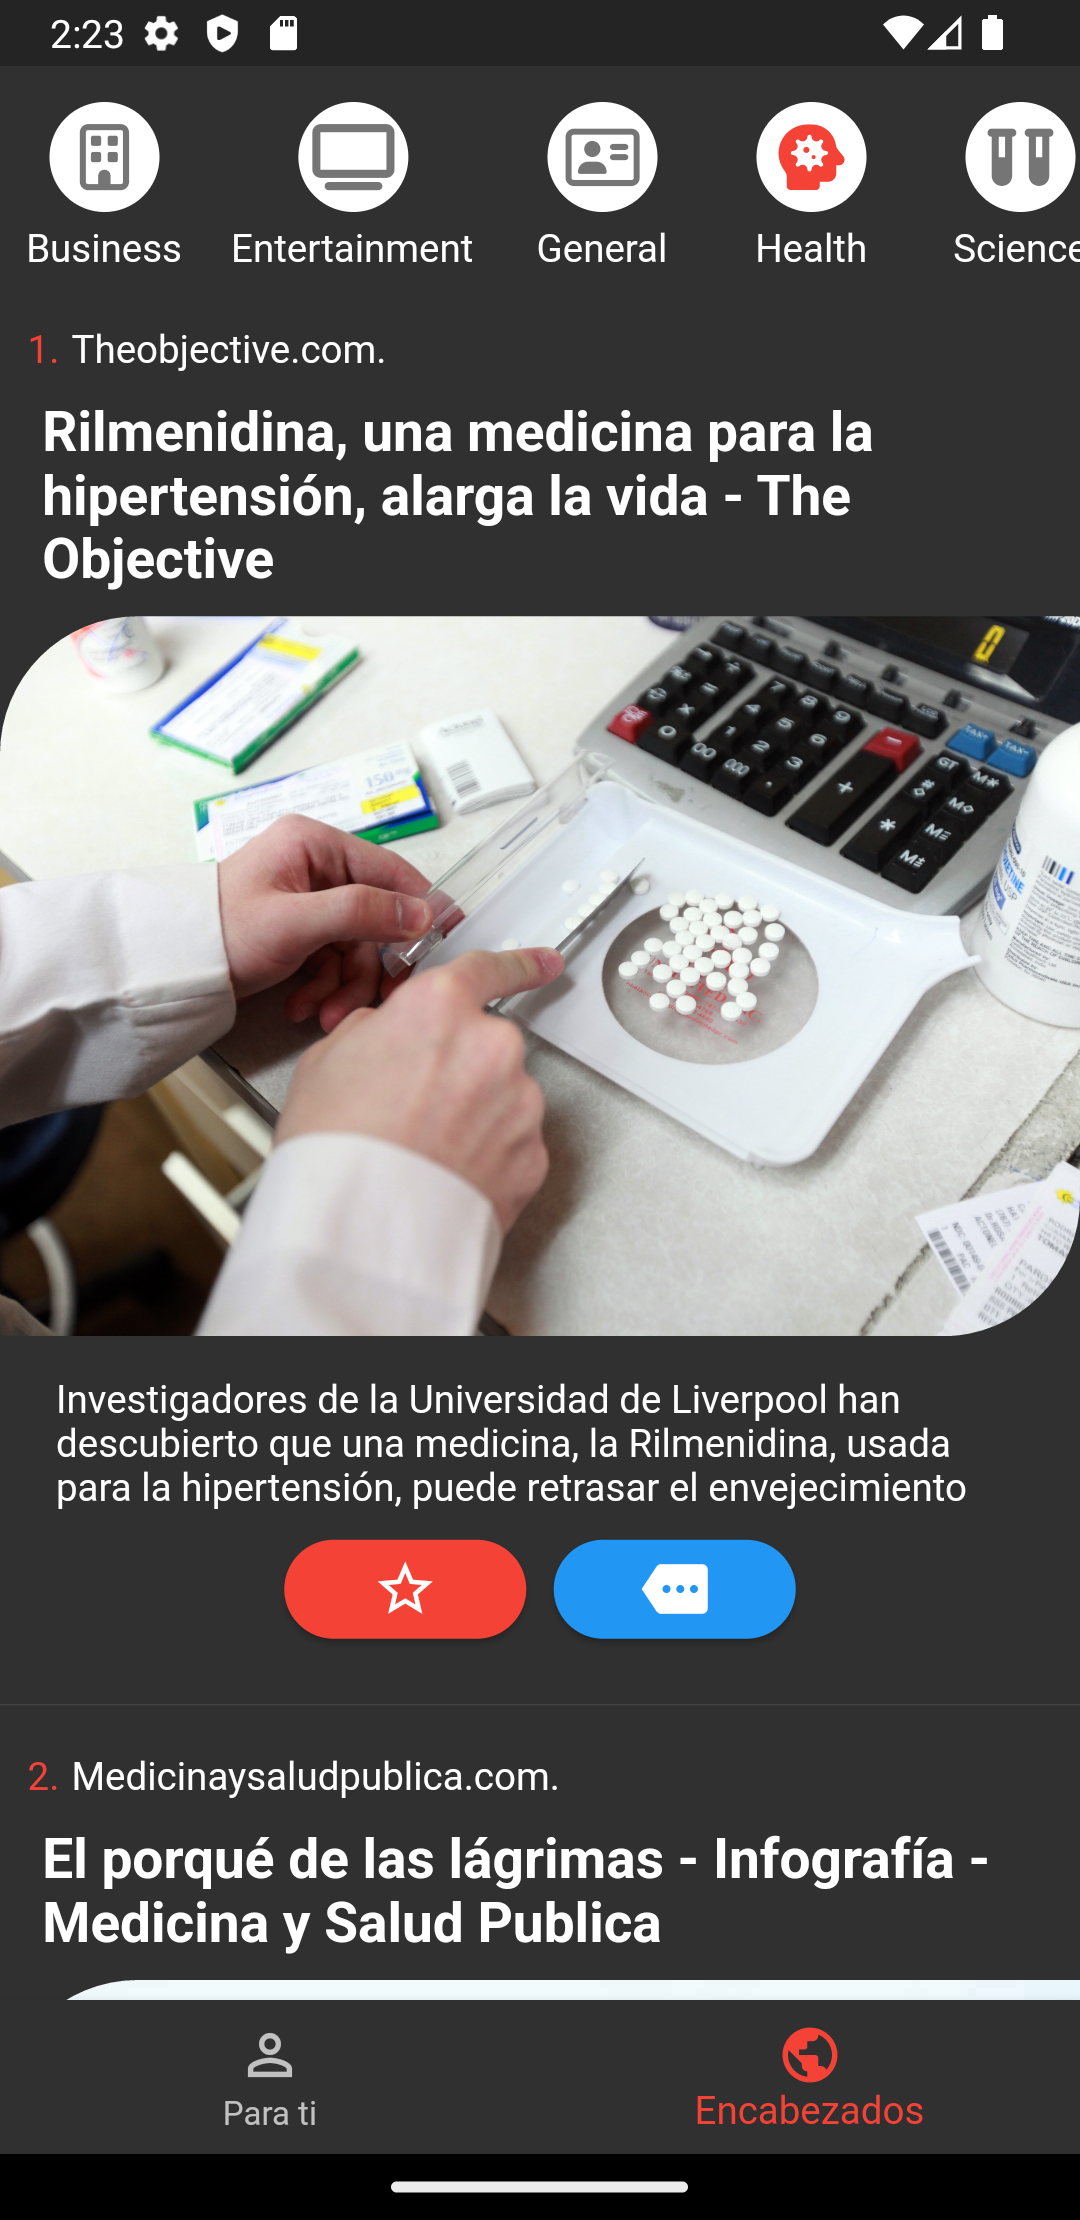 2:23
Business
Entertainment
General
Health
Science
1. Theobjective.com.
Rilmenidina, una medicina para la
hipertensión, alarga la vida - The
Objective
150 mg
Investigadores de la Universidad de Liverpool han
descubierto que una medicina, la Rilmenidina, usada
para la hipertensión, puede retrasar el envejecimiento
2. Medicinaysaludpublica.com.
El porqué de las lágrimas - Infografía -
Medicina y Salud Publica
Para ti
Encabezados